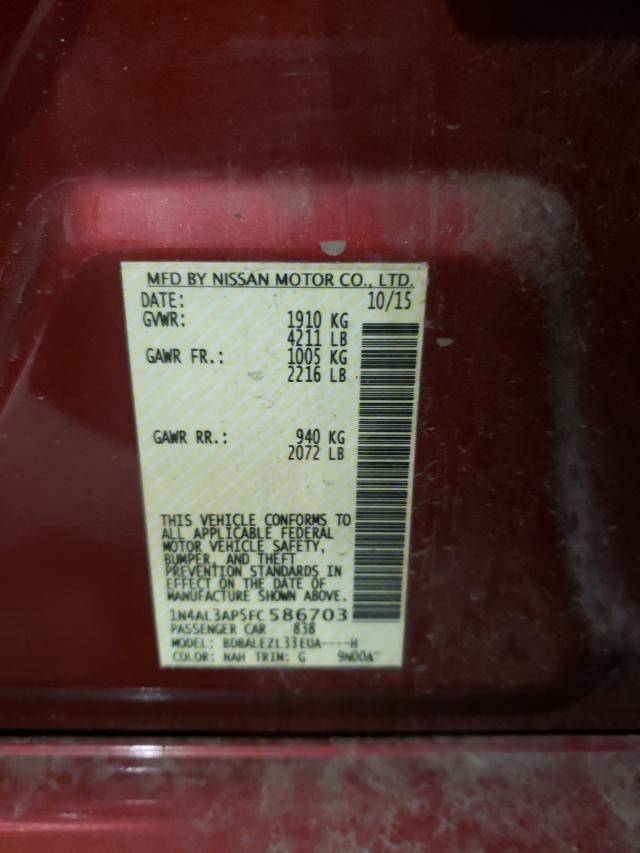 MFD BY NISSAN MOTOR CO., LTD.
DATE: 10/15
GVWR: 1910 KG
4211 LB
GAWR FR.: 1005 KG
2216 LB
GAWR RR.: 940 KG
2072 LB
THIS VEHICLE CONFORMS TO
ALL APPLICABLE FEDERAL
MOTOR VEHICLE SAFETY,
BUMPER, AND THEFT
PREVENTION STANDARDS IN
EFFECT ON THE DATE OF
MANUFACTURE SHOWN ABOVE.
1N4AL3AP5FC586703
PASSENGER CAR 838
MODEL: BDBALEZL33EUA----H
COLOR: NAH TRIM: G 9N00A